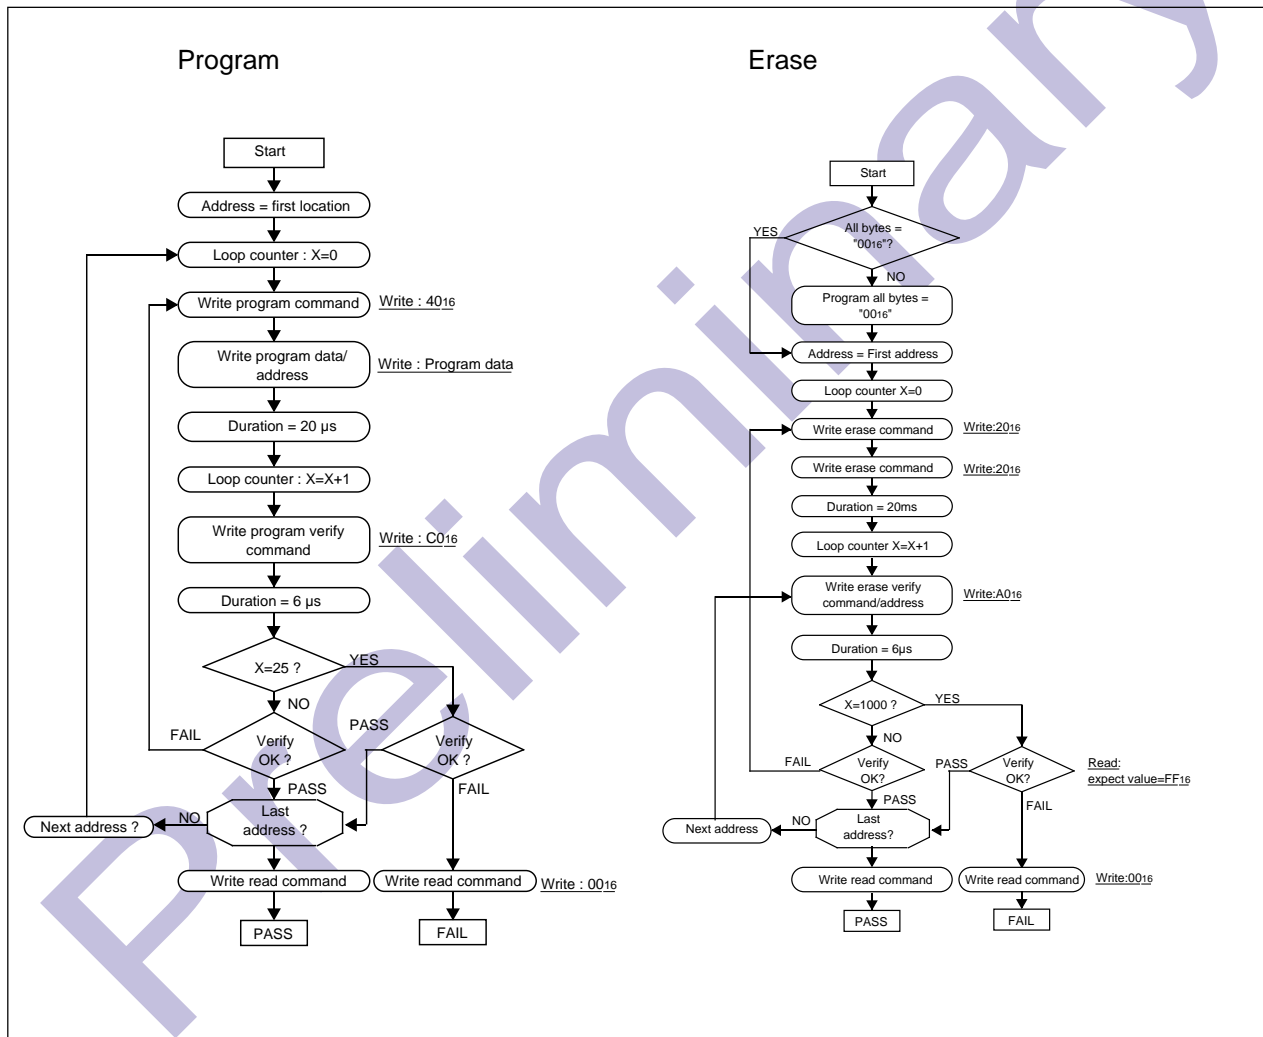 Program
Start
Address = first location
Loop counter : X=0
Write program command
Write : 4016
Write program data/
address
Write : Program data
Duration = 20 µs
Loop counter : X=X+1
Write program verify
command
Write : C016
Duration = 6 µs
X=25 ?
YES
NO
FAIL
Verify
OK ?
PASS
Verify
OK ?
PASS
FAIL
Last
address ?
NO
Next address ?
Write read command
Write read command
Write : 0016
PASS
FAIL
Erase
Start
All bytes =
"0016"?
YES
NO
Program all bytes =
"0016"
Address = First address
Loop counter X=0
Write erase command
Write:2016
Write erase command
Write:2016
Duration = 20ms
Loop counter X=X+1
Write erase verify
command/address
Write:A016
Duration = 6µs
X=1000 ?
YES
NO
FAIL
Verify
OK?
PASS
Verify
OK?
Read:
expect value=FF16
PASS
FAIL
Last
address?
NO
Next address
Write read command
Write read command
Write:0016
PASS
FAIL
Preliminary